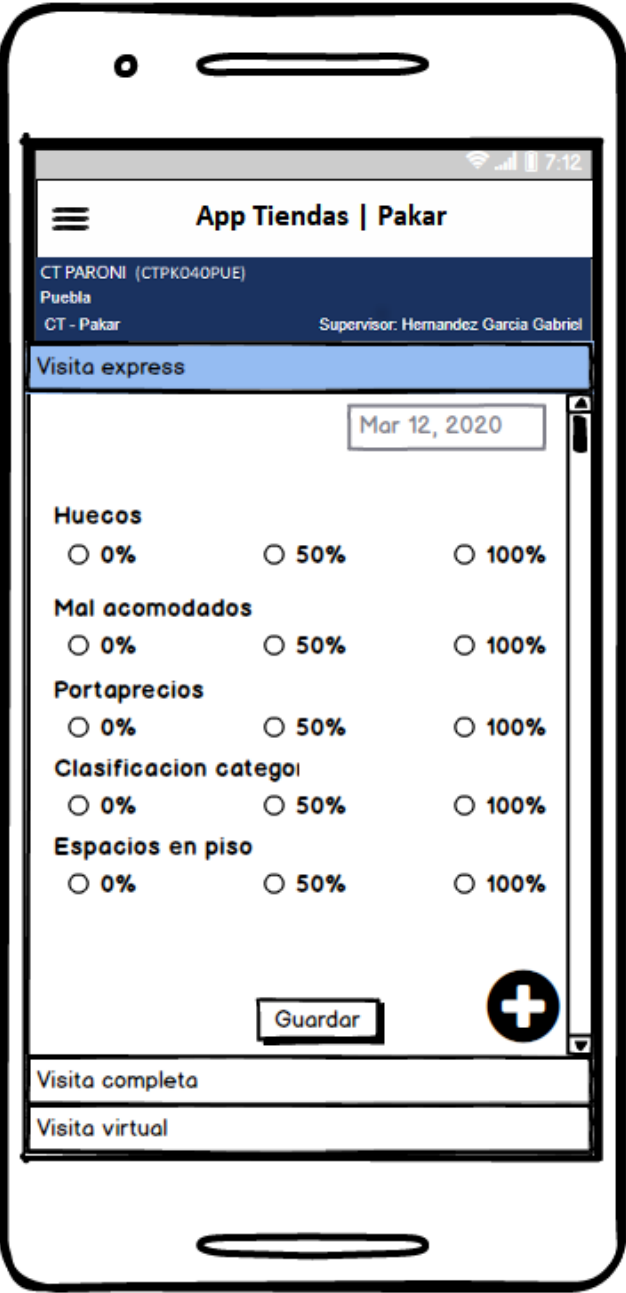 7:12
App Tiendas | Pakar
CT PARONI (CTPK040PUE)
Puebla
CT - Pakar Supervisor: Hernandez Garcia Gabriel
Visita express
Mar 12, 2020
Huecos
0% 50% 100%
Mal acomodados
0% 50% 100%
Portaprecios
0% 50% 100%
Clasificacion categor
0% 50% 100%
Espacios en piso
0% 50% 100%
Guardar
Visita completa
Visita virtual